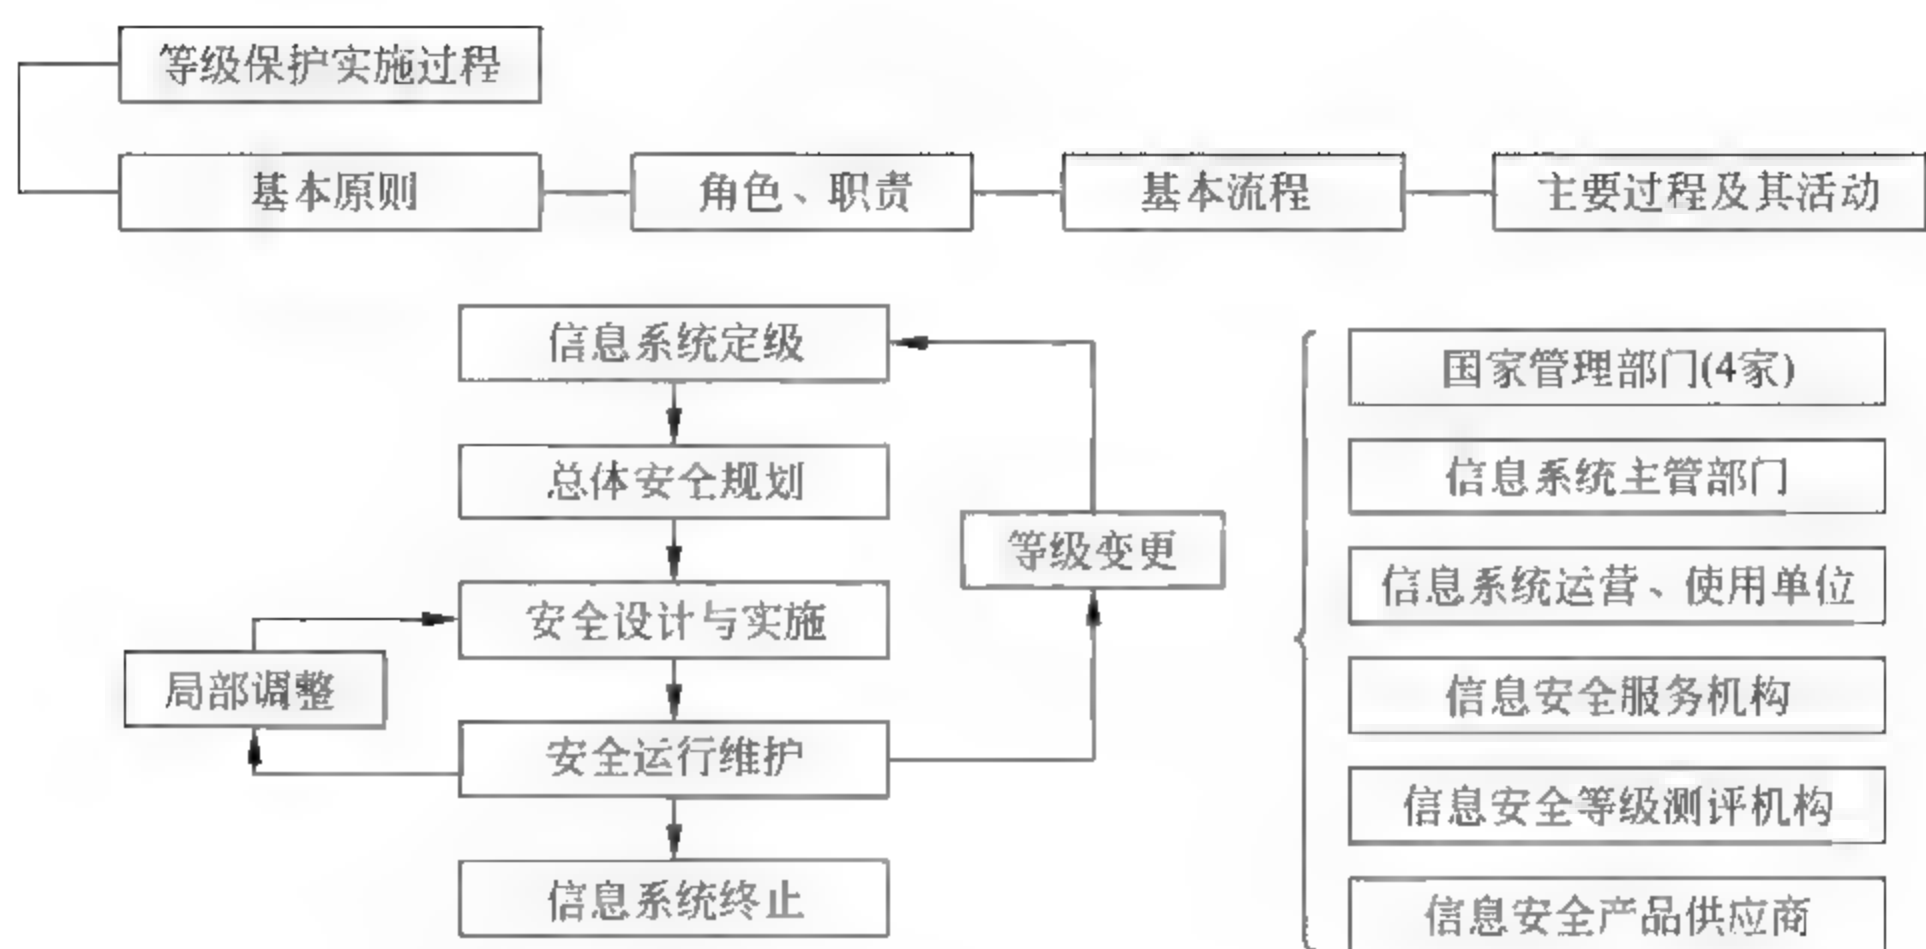 等级保护实施过程
基本原则
角色、职责
基本流程
主要过程及其活动
信息系统定级
总体安全规划
安全设计与实施
安全运行维护
信息系统终止
局部调整
等级变更
国家管理部门(4家)
信息系统主管部门
信息系统运营、使用单位
信息安全服务机构
信息安全等级测评机构
信息安全产品供应商